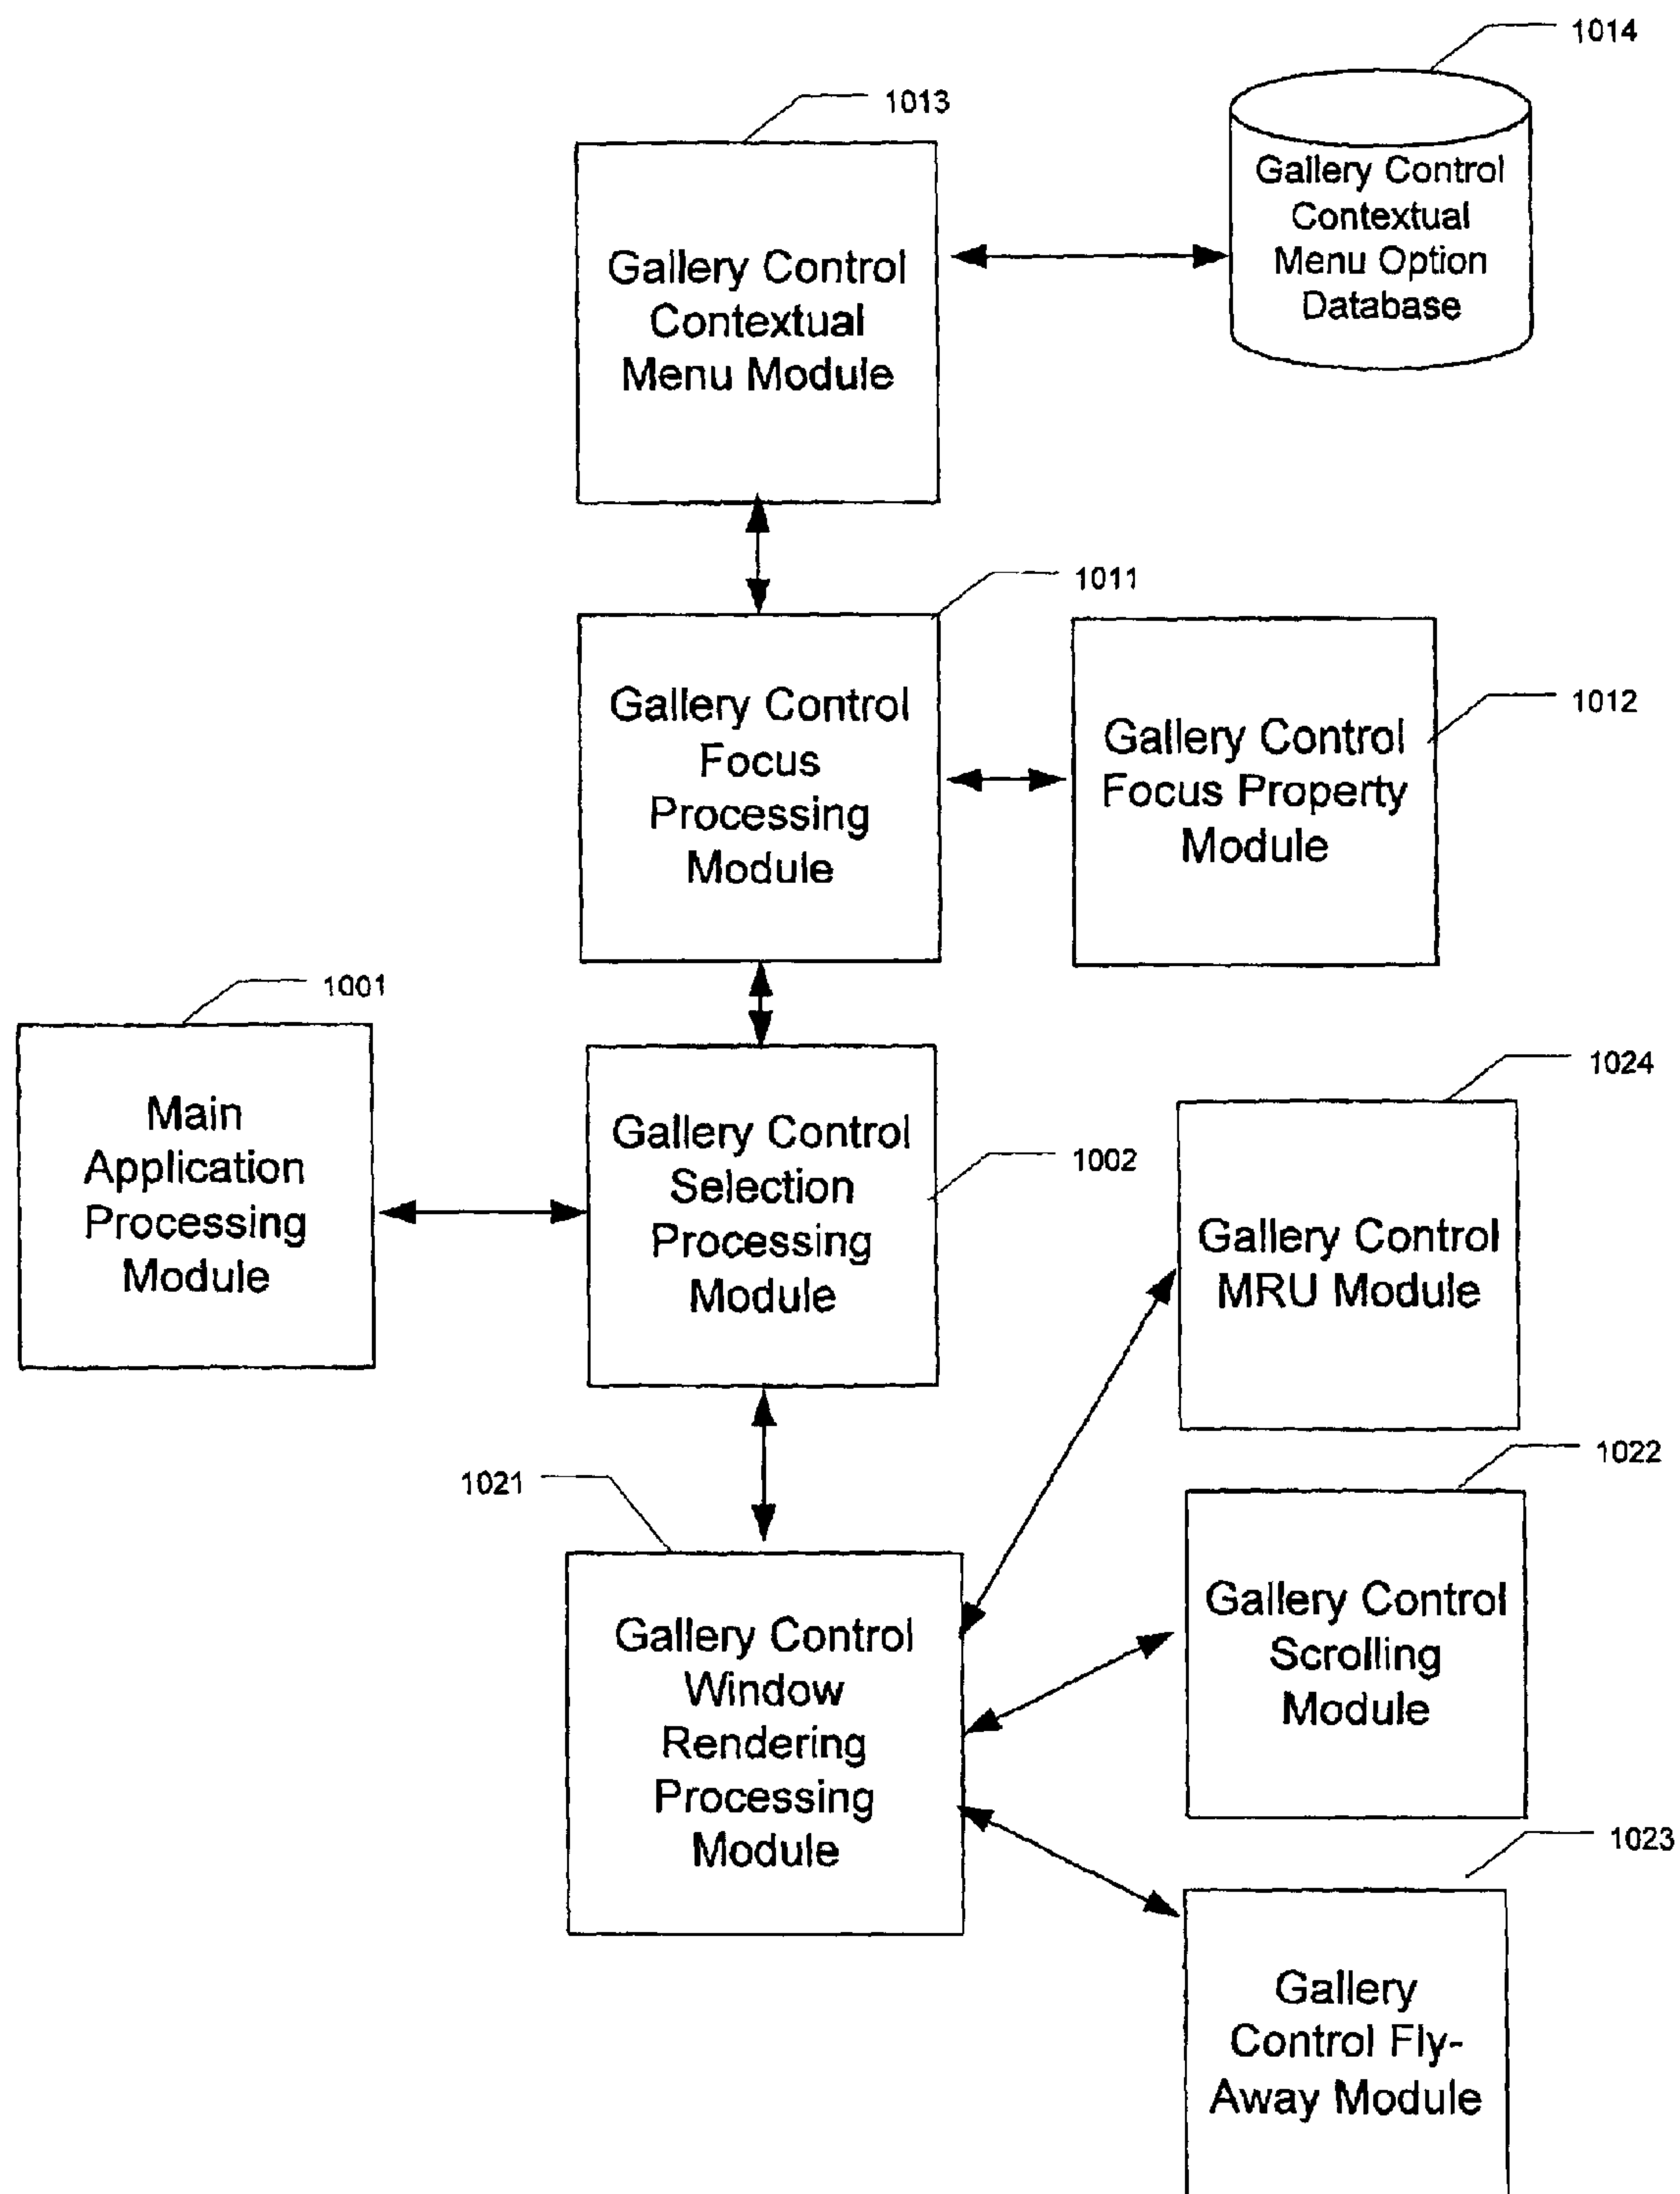 1014
1013
Gallery Control
Contextual
Menu Option
Database
Gallery Control
Contextual
Menu Module
1011
Gallery Control
Focus
Processing
Module
1012
Gallery Control
Focus Property
Module
1001
Main
Application
Processing
Module
Gallery Control
Selection
Processing
Module
1002
1024
Gallery Control
MRU Module
1021
Gallery Control
Window
Rendering
Processing
Module
1022
Gallery Control
Scrolling
Module
1023
Gallery
Control Fly-
Away Module